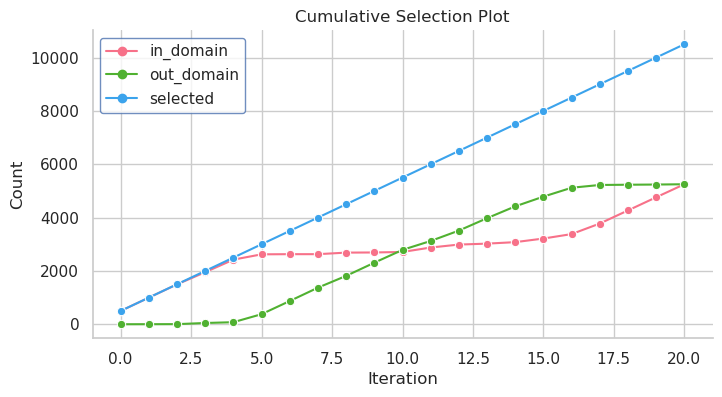 Cumulative Selection Plot
in_domain
out_domain
selected
Count
10000
8000
6000
4000
2000
0
0.0 2.5 5.0 7.5 10.0 12.5 15.0 17.5 20.0
Iteration